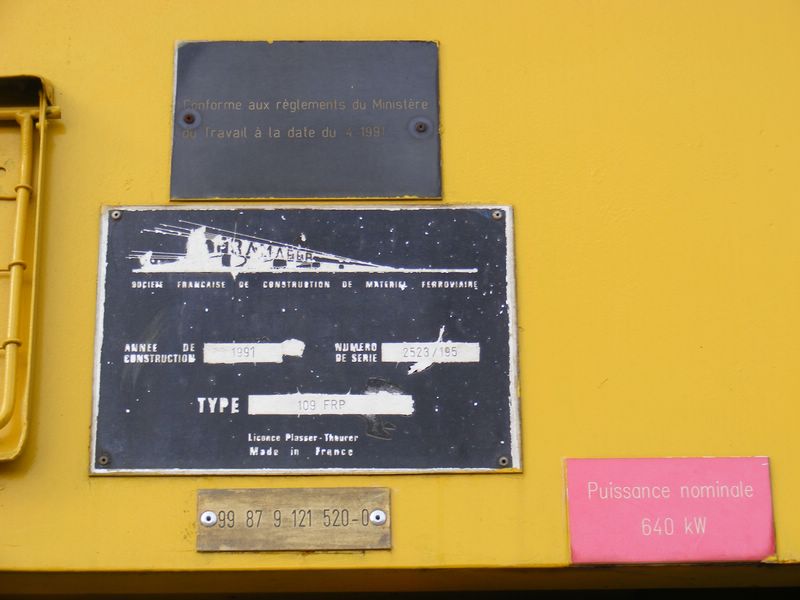 Conforme aux règlements du Ministère
du Travail à la date du 4 1991
FRAMAFER
SOCIETE FRANCAISE DE CONSTRUCTION DE MATERIEL FERROVIAIRE
ANNEE DE CONSTRUCTION 1991
NUMERO DE SERIE 2523/195
TYPE 109 FRP
Licence Plasser-Theurer
Made in France
99 87 9 121 520-0
Puissance nominale
640 kW